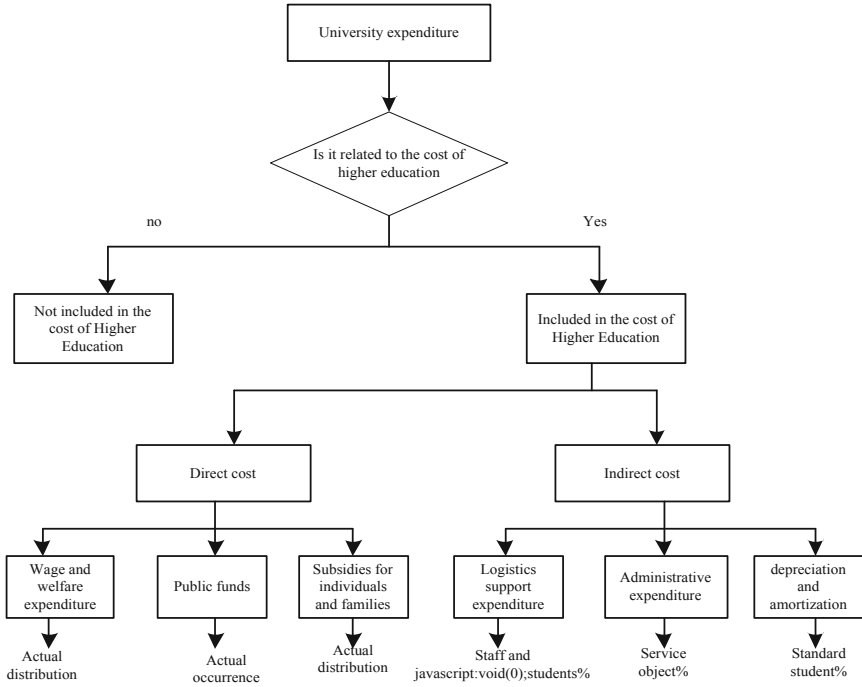 University expenditure
Is it related to the cost of
higher education
no
Yes
Not included in the
cost of Higher
Education
Included in the cost of
Higher Education
Direct cost
Indirect cost
Wage and
welfare
expenditure
Public funds
Subsidies for
individuals
and families
Logistics
support
expenditure
Administrative
expenditure
depreciation
and
amortization
Actual
distribution
Actual
occurrence
Actual
distribution
Staff and
javascript:void(0);students%
Service
object%
Standard
student%